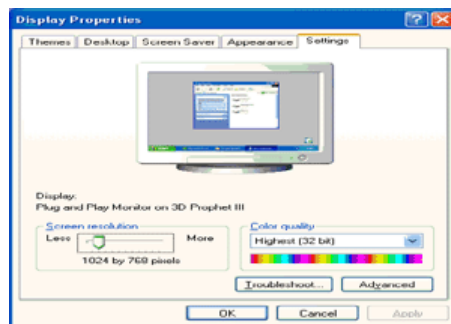 Display Properties
Themes Desktop Screen Saver Appearance Settings
Display:
Plug and Play Monitor on 3D Prophet III
Screen resolution
Less More
1024 by 768 pixels
Color quality
Highest (32 bit)
Troubleshoot... Advanced
OK Cancel Apply